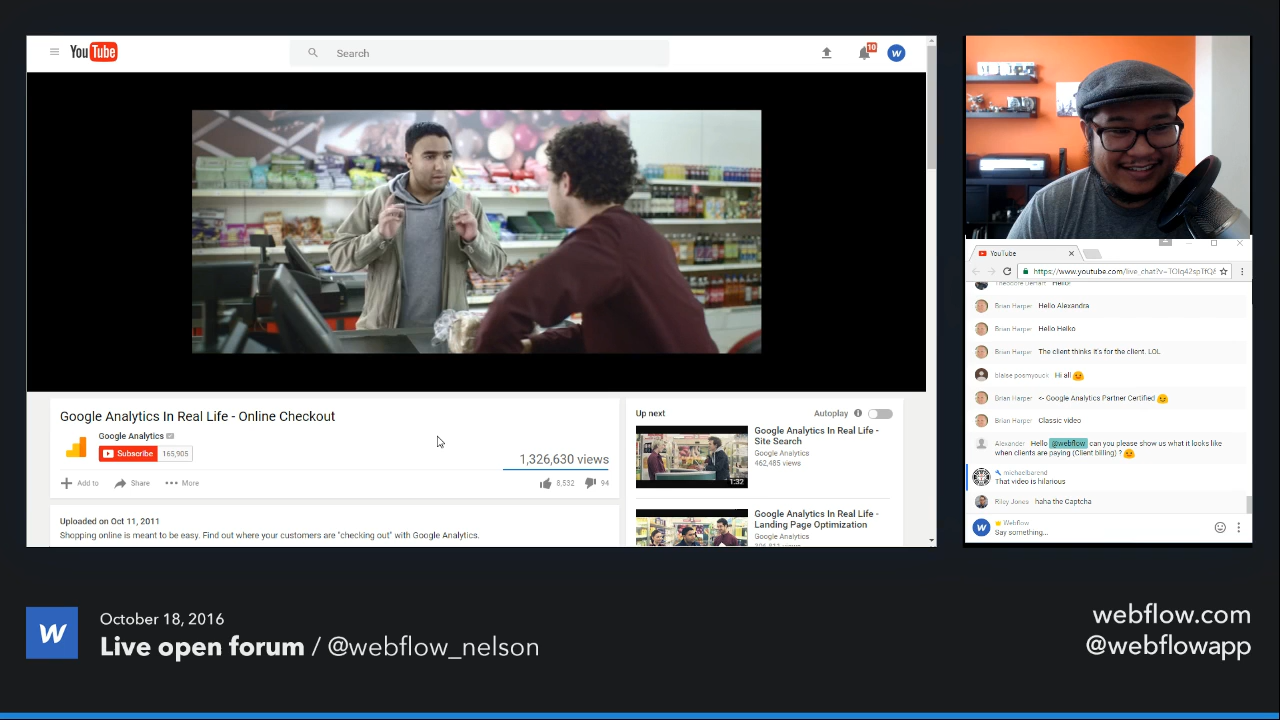 YouTube
Search
10
W
Google Analytics In Real Life - Online Checkout
Google Analytics
Subscribe 165,905
1,326,630 views
Add to Share More
8,532 94
Uploaded on Oct 11, 2011
Shopping online is meant to be easy. Find out where your customers are "checking out" with Google Analytics.
Up next
Autoplay
Google Analytics In Real Life -
Site Search
Google Analytics
462,485 views
1:32
Google Analytics In Real Life -
Landing Page Optimization
Google Analytics
YouTube
Brian Harper Hello Alexandra
Brian Harper Hello Heiko
Brian Harper The client thinks it's for the client. LOL
Hi all
Brian Harper <- Google Analytics Partner Certified
Brian Harper Classic video
Alexander Hello @webflow can you please show us what it looks like
when clients are paying (Client billing) ?
michaelbarend
That video is hilarious
Riley Jones haha the Captcha
W
Webflow
Say something...
w
October 18, 2016
Live open forum / @webflow_nelson
webflow.com
@webflowapp